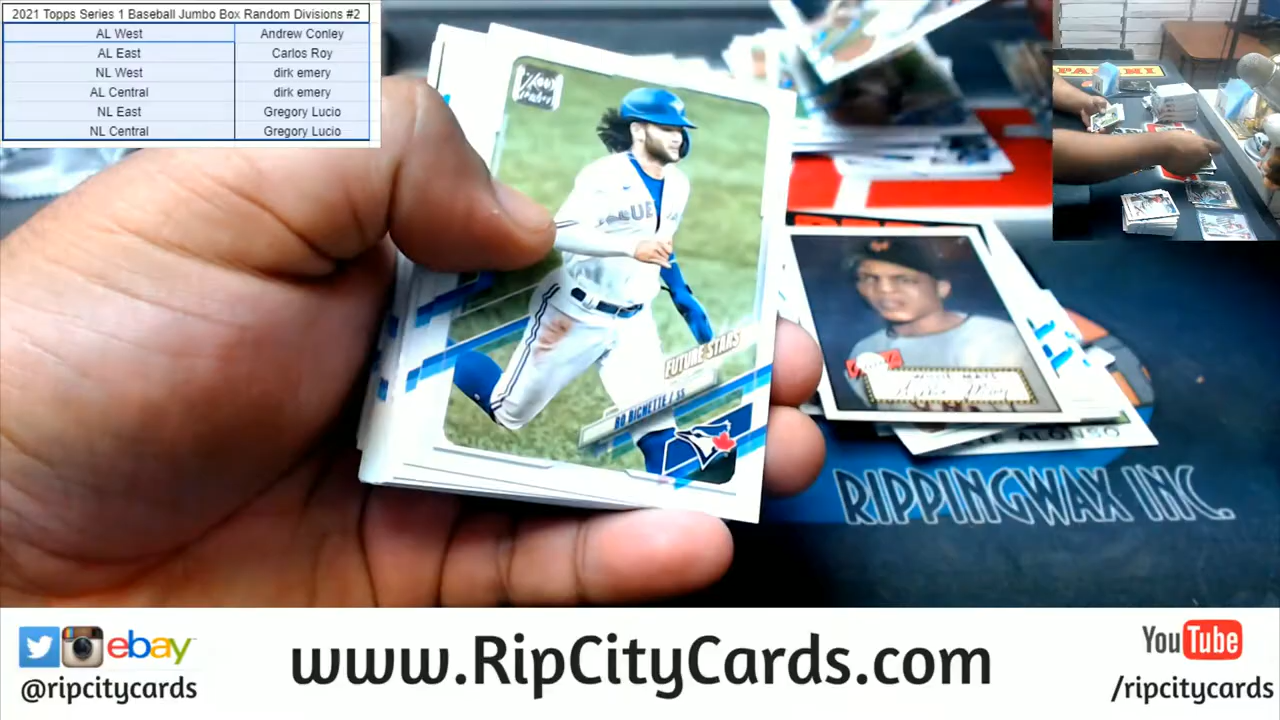 2021 Topps Series 1 Baseball Jumbo Box Random Divisions #2
AL West Andrew Conley
AL East Carlos Roy
NL West dirk emery
AL Central dirk emery
NL East Gregory Lucio
NL Central Gregory Lucio
PANINI
FUTURE STARS
BO BICHETTE / SS
ALONSO
RIPPINGWAX INC.
ebay
@ripcitycards
www.RipCityCards.com
YouTube
/ripcitycards